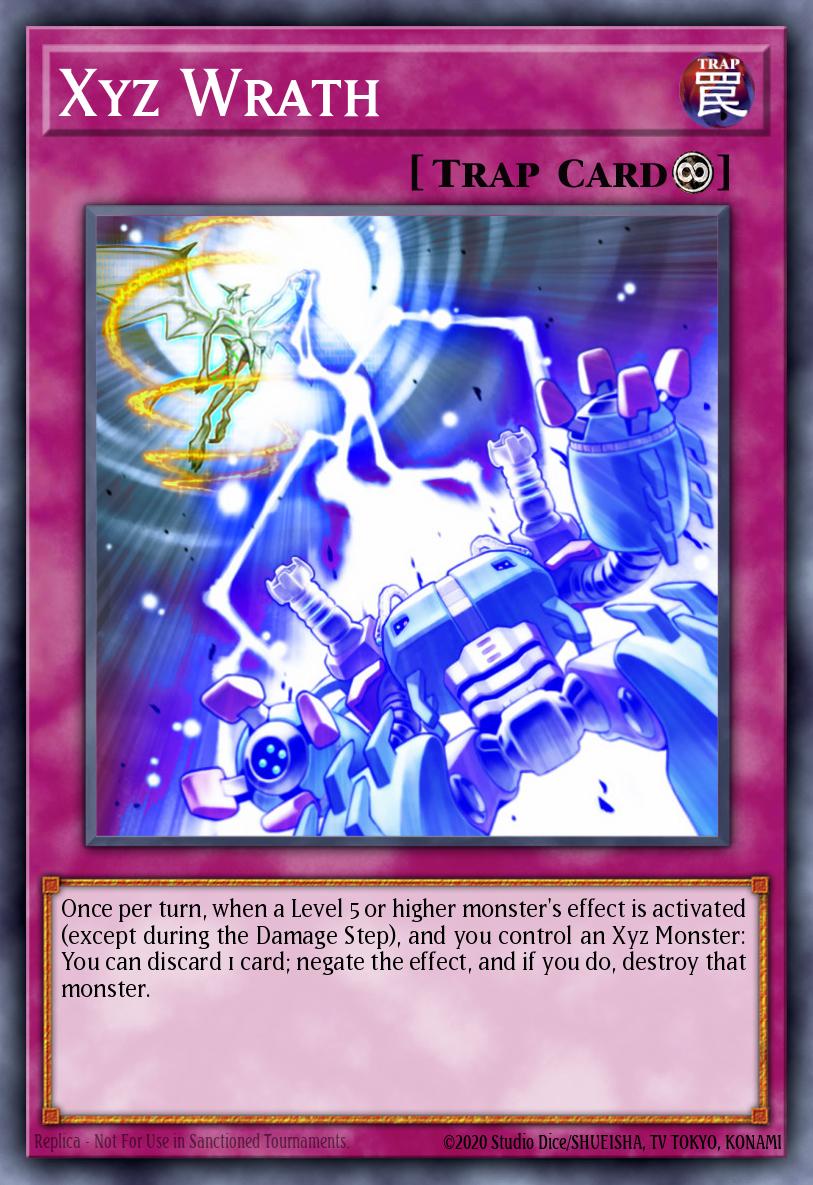 Xyz Wrath
TRAP
罠
[Trap Card]
Once per turn, when a Level 5 or higher monster's effect is activated
(except during the Damage Step), and you control an Xyz Monster:
You can discard 1 card; negate the effect, and if you do, destroy that
monster.
Replica - Not For Use in Sanctioned Tournaments.
©2020 Studio Dice/SHUEISHA, TV TOKYO, KONAMI